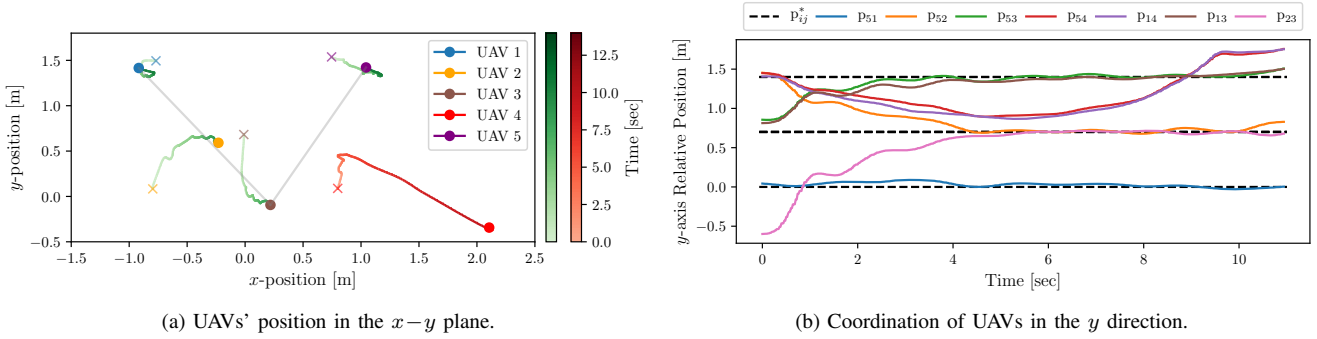 p*ij p51 p52 p53 p54 p14 p13 p23
1.5
1.0
0.5
0.0
−0.5
y-position [m]
−1.5 −1.0 −0.5 0.0 0.5 1.0 1.5 2.0 2.5
x-position [m]
UAV 1
UAV 2
UAV 3
UAV 4
UAV 5
12.5
10.0
7.5
5.0
2.5
0.0
Time [sec]
1.5
1.0
0.5
0.0
−0.5
y-axis Relative Position [m]
0 2 4 6 8 10
Time [sec]
(a) UAVs' position in the x−y plane.
(b) Coordination of UAVs in the y direction.